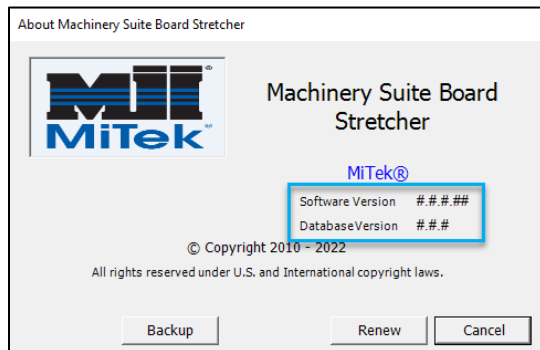 About Machinery Suite Board Stretcher
MiTek®
Machinery Suite Board
Stretcher
MiTek®
Software Version #.#.#.##
DatabaseVersion #.#.#
© Copyright 2010 - 2022
All rights reserved under U.S. and International copyright laws.
Backup
Renew
Cancel